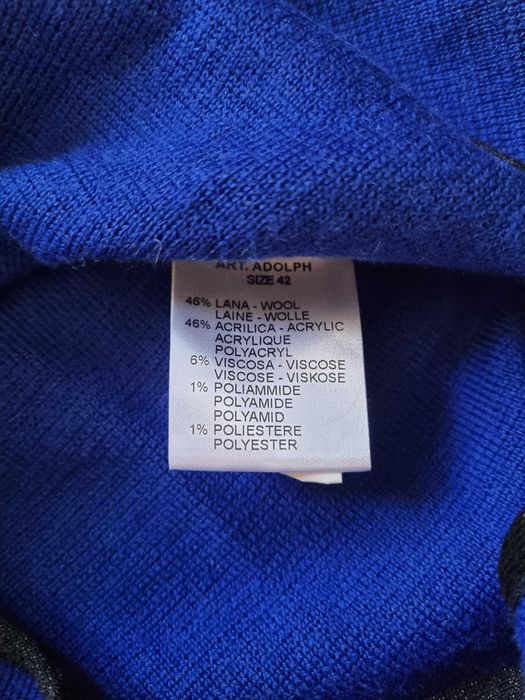 ART. ADOLPH
SIZE 42
46% LANA - WOOL
LAINE - WOLLE
46% ACRILICA - ACRYLIC
ACRYLIQUE
POLYACRYL
6% VISCOSA - VISCOSE
VISCOSE - VISKOSE
1% POLIAMMIDE
POLYAMIDE
POLYAMID
1% POLIESTERE
POLYESTER